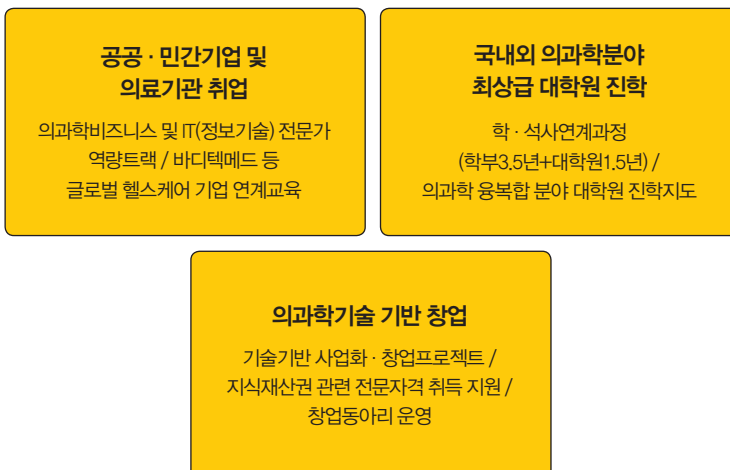 공공 · 민간기업 및
의료기관 취업
의과학비즈니스 및 IT(정보기술) 전문가
역량트랙 / 바디텍메드 등
글로벌 헬스케어 기업 연계교육
국내외 의과학분야
최상급 대학원 진학
학 · 석사연계과정
(학부3.5년+대학원1.5년) /
의과학 융복합 분야 대학원 진학지도
의과학기술 기반 창업
기술기반 사업화 · 창업프로젝트 /
지식재산권 관련 전문자격 취득 지원 /
창업동아리 운영